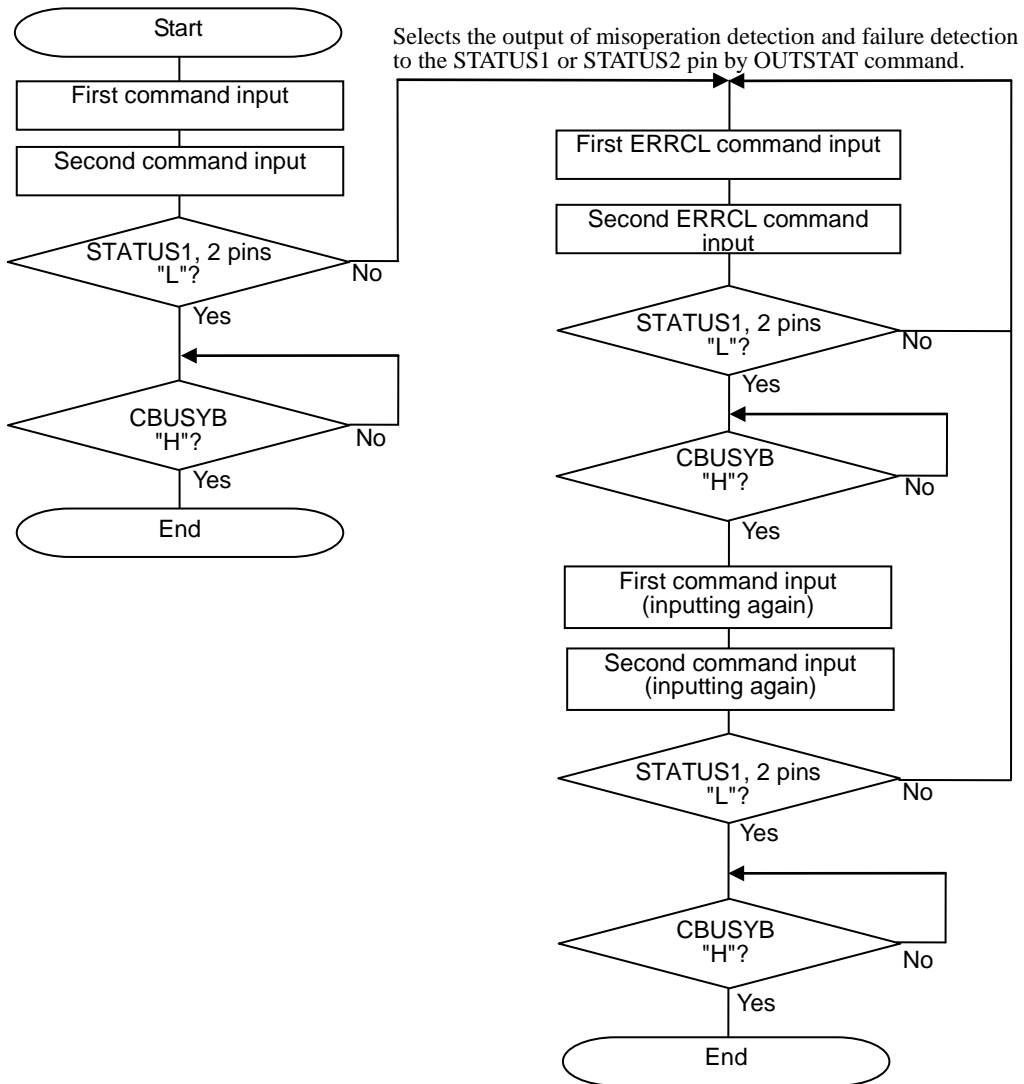 Start
First command input
Second command input
STATUS1, 2 pins
"L"?
No
Yes
CBUSYB
"H"?
No
Yes
End
Selects the output of misoperation detection and failure detection
to the STATUS1 or STATUS2 pin by OUTSTAT command.
First ERRCL command input
Second ERRCL command
input
STATUS1, 2 pins
"L"?
No
Yes
CBUSYB
"H"?
No
Yes
First command input
(inputting again)
Second command input
(inputting again)
STATUS1, 2 pins
"L"?
No
Yes
CBUSYB
"H"?
No
Yes
End